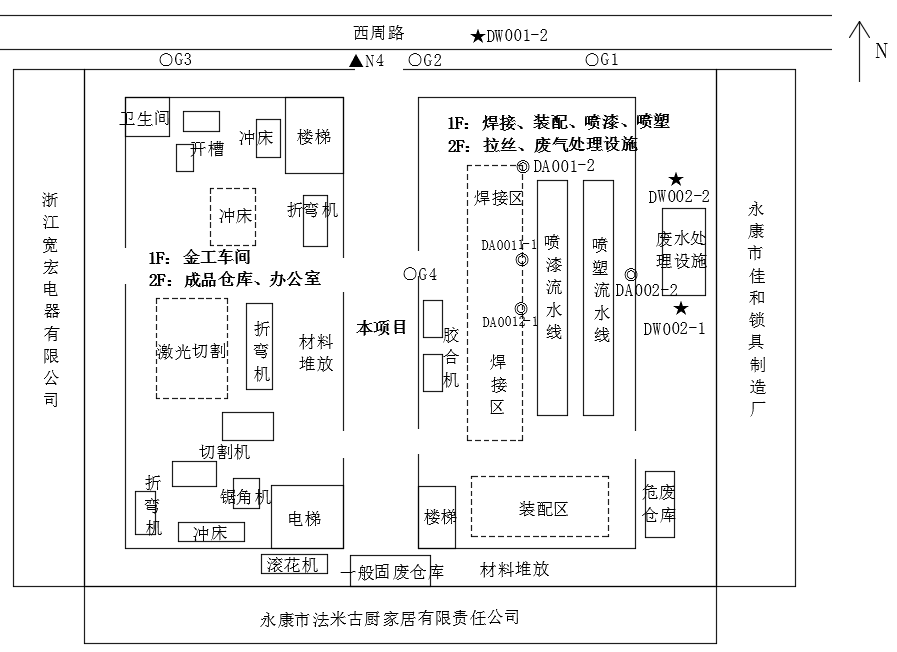 西周路
★DW001-2
N
○G3
▲N4
○G2
○G1
卫生间
开槽
冲床
楼梯
冲床
折弯机
1F：金工车间
2F：成品仓库、办公室
激光切割
折弯机
材料
堆放
切割机
折弯机
锯角机
冲床
电梯
滚花机
本项目
1F：焊接、装配、喷漆、喷塑
2F：拉丝、废气处理设施
◎DA001-2
焊接区
DA0011-1
DA0012-1
焊接区
喷漆流水线
喷塑流水线
○G4
胶合机
★
DW002-2
废水处
理设施
◎
DA002-2
★
DW002-1
楼梯
装配区
危废
仓库
一般固废仓库
材料堆放
浙江宽宏电器有限公司
永康市佳和锁具制造厂
永康市法米古厨家居有限责任公司